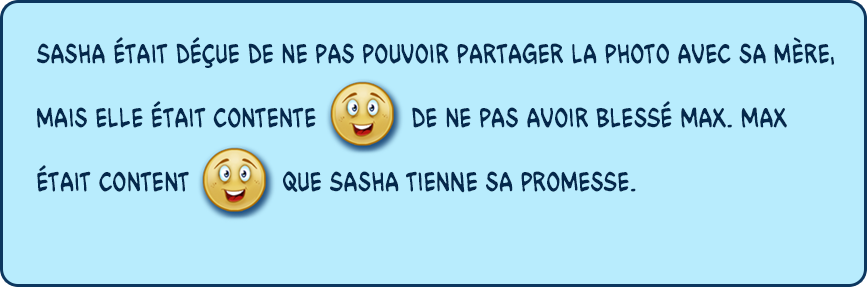 SASHA ÉTAIT DÉÇUE DE NE PAS POUVOIR PARTAGER LA PHOTO AVEC SA MÈRE,
MAIS ELLE ÉTAIT CONTENTE DE NE PAS AVOIR BLESSÉ MAX. MAX
ÉTAIT CONTENT QUE SASHA TIENNE SA PROMESSE.